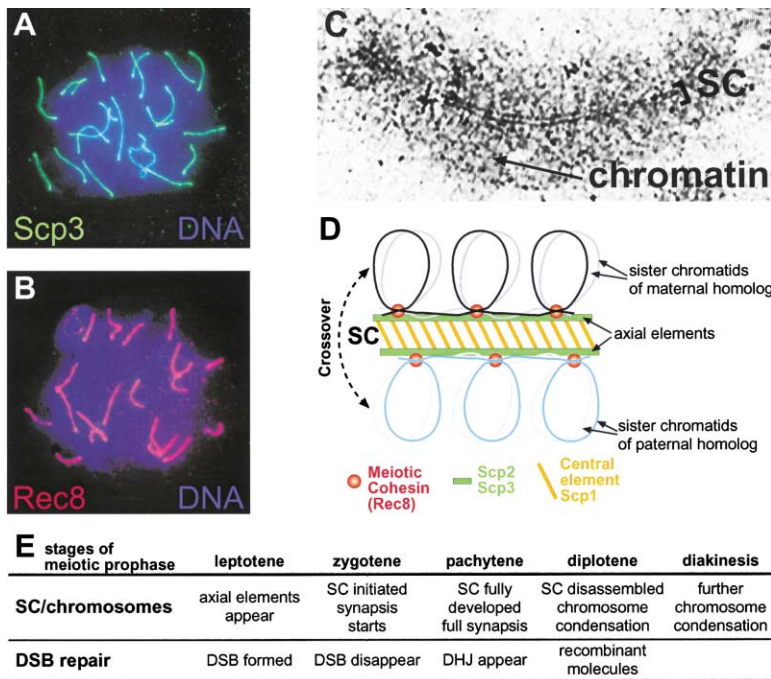 A
Scp3 DNA
B
Rec8 DNA
C
SC
chromatin
D
sister chromatids
of maternal homolog
Crossover
SC
axial elements
sister chromatids
of paternal homolog
Meiotic
Cohesin
(Rec8)
Scp2
Scp3
Central
element
Scp1
E stages of
meiotic prophase leptotene zygotene pachytene diplotene diakinesis
SC/chromosomes axial elements
appear SC initiated
synapsis
starts SC fully
developed
full synapsis SC disassembled
chromosome
condensation further
chromosome
condensation
DSB repair DSB formed DSB disappear DHJ appear recombinant
molecules